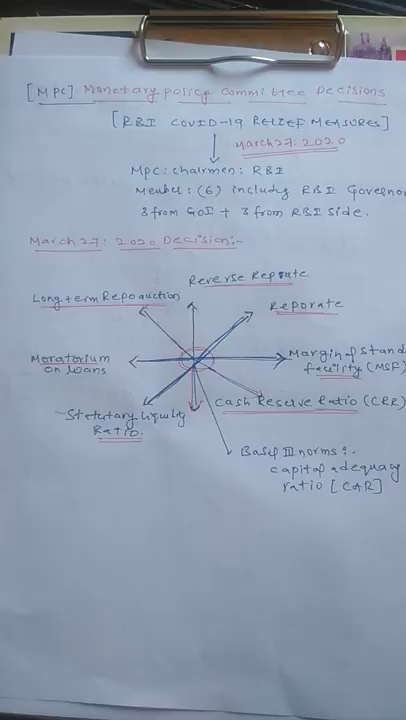 [MPC] Monetary policy Committee Decisions
[RBI COVID-19 RELIEF MEASURES]
March 27: 2020
MPC: chairmen: RBI
Member: (6) including RBI Governor
3 from GOI + 3 from RBI side.
March 27: 2020 Decision:-
Reverse Reporate
Long term Repo auction
Reporate
Moratorium
on loans
Marginal Stand
facility (MSF)
Cash Reserve Ratio (CRR)
Statutary liquidity
Ratio.
Basel III norms:-
capital adequacy
ratio [CAR]